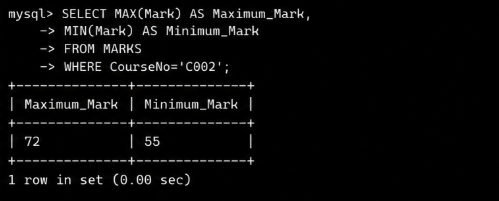 mysql> SELECT MAX(Mark) AS Maximum_Mark,
    -> MIN(Mark) AS Minimum_Mark
    -> FROM MARKS
    -> WHERE CourseNo='C002';
+--------------+--------------+
| Maximum_Mark | Minimum_Mark |
+--------------+--------------+
| 72           | 55           |
+--------------+--------------+
1 row in set (0.00 sec)